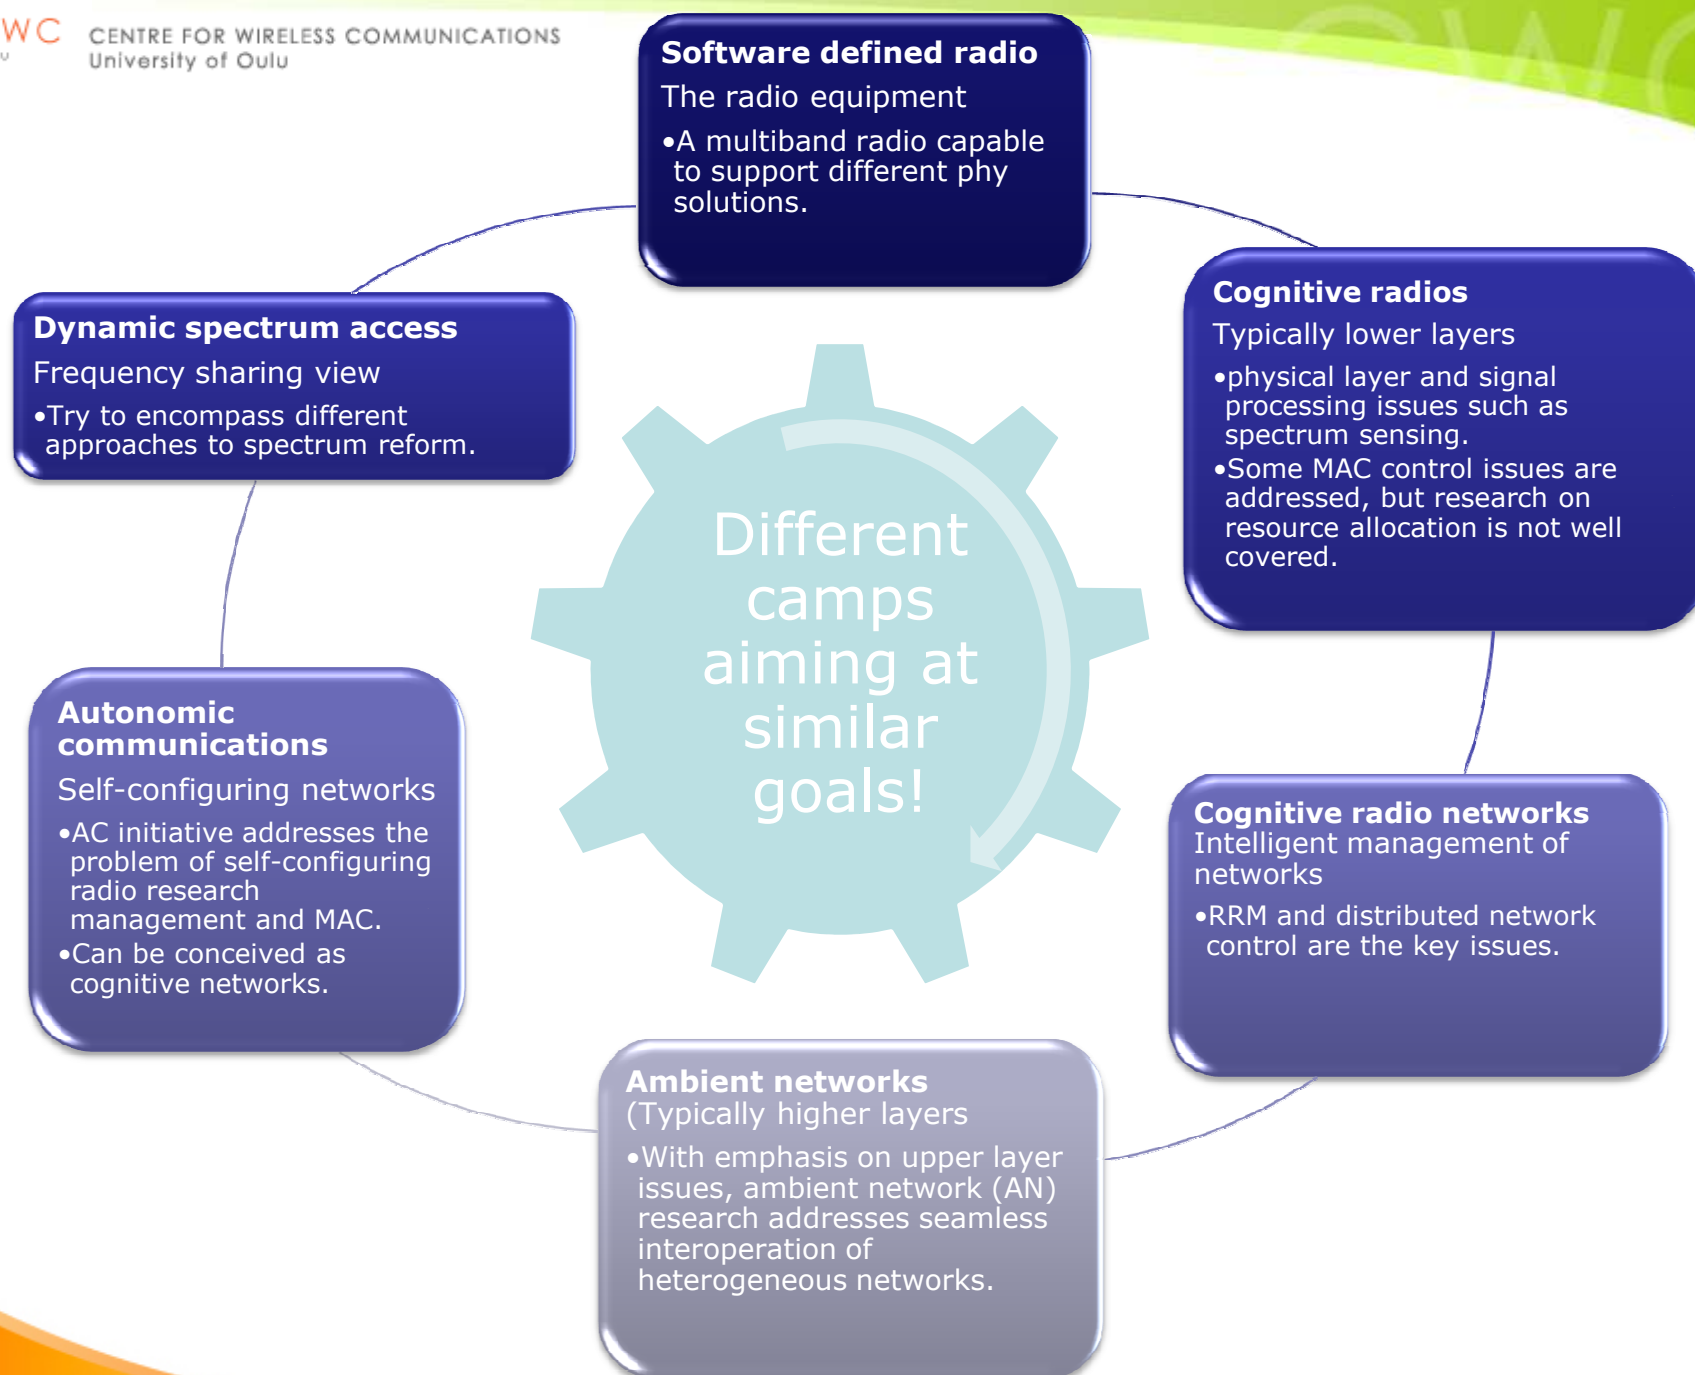 WC CENTRE FOR WIRELESS COMMUNICATIONS
University of Oulu
CWC
Software defined radio
The radio equipment
•A multiband radio capable
to support different phy
solutions.
Cognitive radios
Typically lower layers
•physical layer and signal
processing issues such as
spectrum sensing.
•Some MAC control issues are
addressed, but research on
resource allocation is not well
covered.
Cognitive radio networks
Intelligent management of
networks
•RRM and distributed network
control are the key issues.
Ambient networks
(Typically higher layers
•With emphasis on upper layer
issues, ambient network (AN)
research addresses seamless
interoperation of
heterogeneous networks.
Autonomic
communications
Self-configuring networks
•AC initiative addresses the
problem of self-configuring
radio research
management and MAC.
•Can be conceived as
cognitive networks.
Dynamic spectrum access
Frequency sharing view
•Try to encompass different
approaches to spectrum reform.
Different
camps
aiming at
similar
goals!